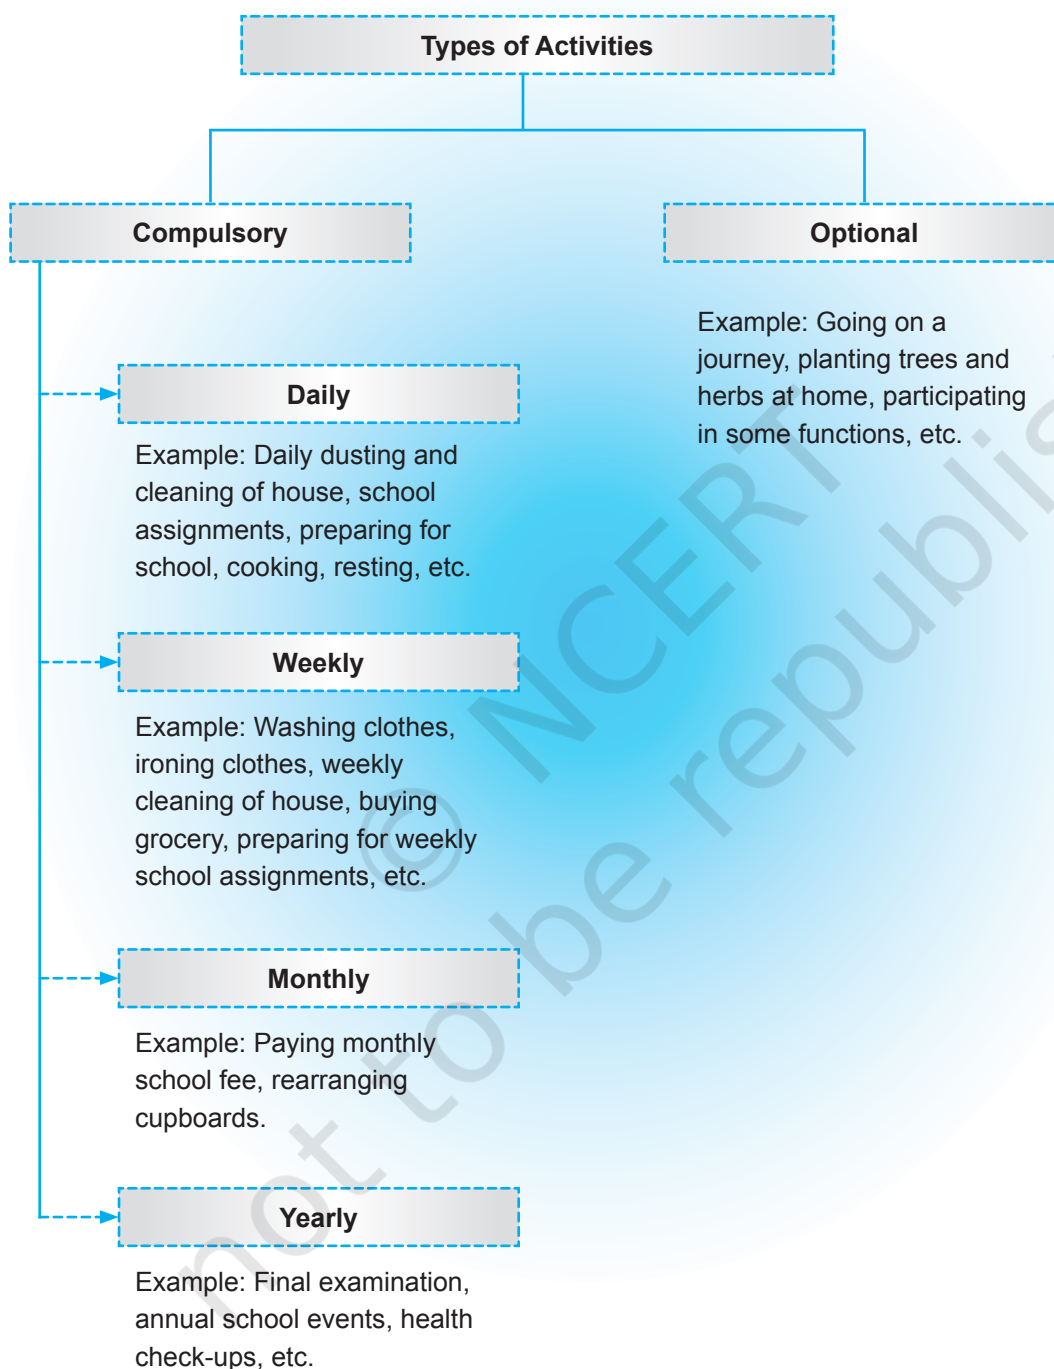 Types of Activities
Compulsory
Optional
Example: Going on a
journey, planting trees and
herbs at home, participating
in some functions, etc.
Daily
Example: Daily dusting and
cleaning of house, school
assignments, preparing for
school, cooking, resting, etc.
Weekly
Example: Washing clothes,
ironing clothes, weekly
cleaning of house, buying
grocery, preparing for weekly
school assignments, etc.
Monthly
Example: Paying monthly
school fee, rearranging
cupboards.
Yearly
Example: Final examination,
annual school events, health
check-ups, etc.
© NCERT
not to be